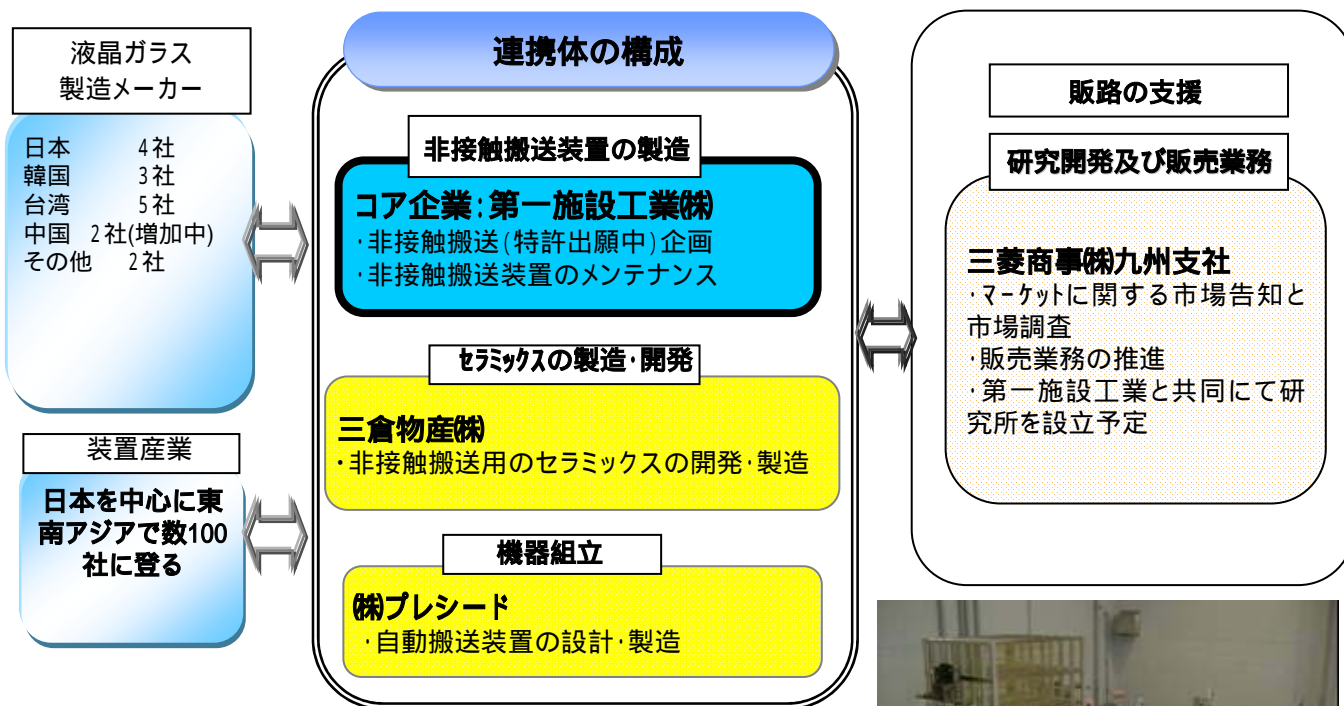 液晶ガラス
製造メーカー
日本 4社
韓国 3社
台湾 5社
中国 2社(増加中)
その他 2社
装置産業
日本を中心に東
南アジアで数100
社に登る
連携体の構成
非接触搬送装置の製造
コア企業:第一施設工業㈱
・非接触搬送(特許出願中)企画
・非接触搬送装置のメンテナンス
セラミックスの製造・開発
三倉物産㈱
・非接触搬送用のセラミックスの開発・製造
機器組立
㈱プレシード
・自動搬送装置の設計・製造
販路の支援
研究開発及び販売業務
三菱商事㈱九州支社
・マーケットに関する市場告知と
市場調査
・販売業務の推進
・第一施設工業と共同にて研
究所を設立予定